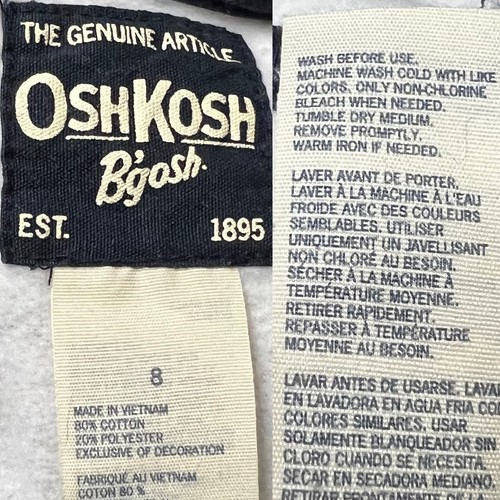 THE GENUINE ARTICLE
OSHKOSH
B'gosh.
EST. 1895
8
MADE IN VIETNAM
80% COTTON
20% POLYESTER
EXCLUSIVE OF DECORATION
FABRIQUÉ AU VIETNAM
COTON 80 %
WASH BEFORE USE.
MACHINE WASH COLD WITH LIKE
COLORS. ONLY NON-CHLORINE
BLEACH WHEN NEEDED.
TUMBLE DRY MEDIUM.
REMOVE PROMPTLY.
WARM IRON IF NEEDED.
LAVER AVANT DE PORTER.
LAVER À LA MACHINE À L'EAU
FROIDE AVEC DES COULEURS
SEMBLABLES. UTILISER
UNIQUEMENT UN JAVELLISANT
NON CHLORÉ AU BESOIN.
SÉCHER À LA MACHINE À
TEMPÉRATURE MOYENNE.
RETIRER RAPIDEMENT.
REPASSER À TEMPÉRATURE
MOYENNE AU BESOIN.
LAVAR ANTES DE USARSE. LAVA
EN LAVADORA EN AGUA FRIA CO
COLORES SIMILARES. USAR
SOLAMENTE BLANQUEADOR SIN
CLORO CUANDO SE NECESITA.
SECAR EN SECADORA MEDIANO.